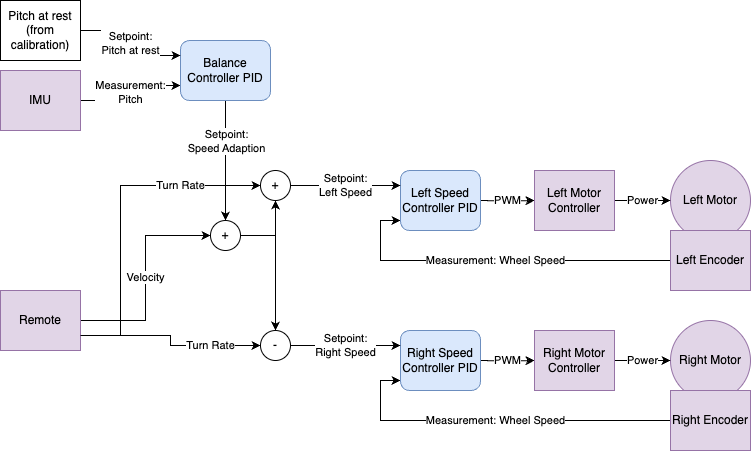 Pitch at rest
(from
calibration)
Setpoint:
Pitch at rest
Balance
Controller PID
IMU
Measurement:
Pitch
Setpoint:
Speed Adaption
Turn Rate
+
Setpoint:
Left Speed
Left Speed
Controller PID
PWM
Left Motor
Controller
Power
Left Motor
+
Measurement: Wheel Speed
Left Encoder
Velocity
Remote
Turn Rate
-
Setpoint:
Right Speed
Right Speed
Controller PID
PWM
Right Motor
Controller
Power
Right Motor
Measurement: Wheel Speed
Right Encoder